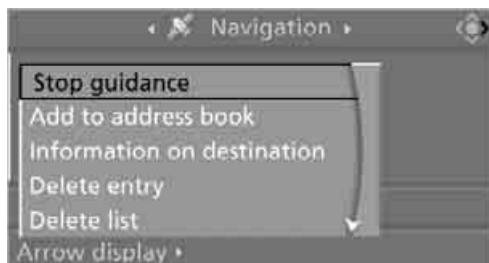 Navigation
Stop guidance
Add to address book
Information on destination
Delete entry
Delete list
Arrow display